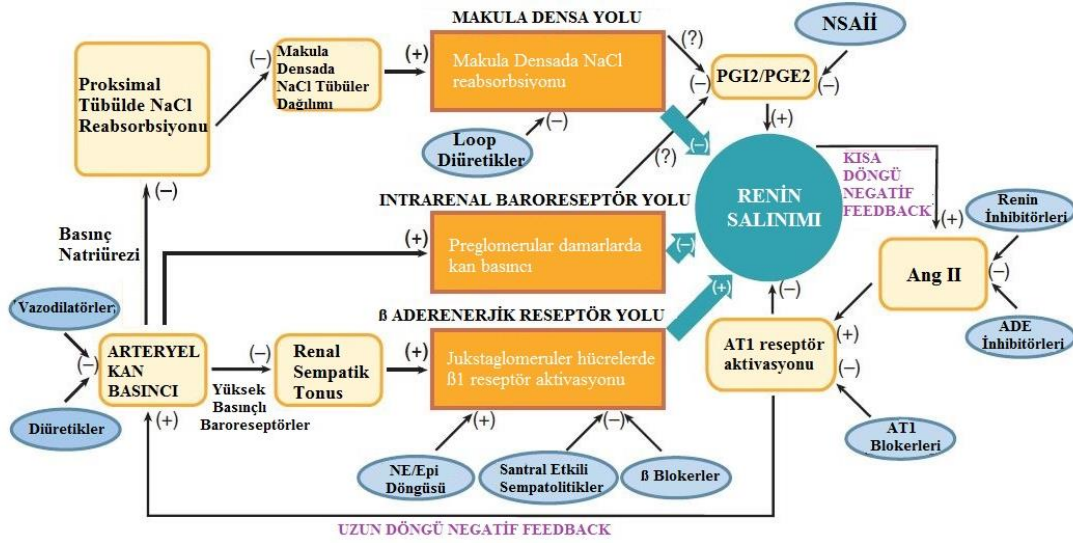 MAKULA DENSA YOLU
NSAİİ
(–)
Makula
Densada
NaCl Tübüler
Dağılımı
(+)
Makula Densada NaCl
reabsorbsiyonu
(?)
(–)
PGI2/PGE2
(–)
Proksimal
Tübülde NaCl
Reabsorbsiyonu
(+)
Loop
Diüretikler
(–)
(–)
(?)
KISA
DÖNGÜ
NEGATİF
FEEDBACK
RENİN
SALINIMI
(–)
INTRARENAL BARORESEPTÖR YOLU
Renin
İnhibitörleri
(+)
Basınç
Natriürezi
(+)
Preglomerular damarlarda
kan basıncı
(–)
Ang II
(–)
Vazodilatörler
(+)
(–)
ß ADERENERJİK RESEPTÖR YOLU
ADE
İnhibitörleri
(–)
ARTERYEL
KAN
BASINCI
(–)
Renal
Sempatik
Tonus
(+)
Jukstaglomeruler hücrelerde
ß1 reseptör aktivasyonu
AT1 reseptör
aktivasyonu
(+)
(–)
Diüretikler
(+)
Yüksek
Basınçlı
Baroreseptörler
(+)
(–)
AT1
Blokerleri
NE/Epi
Döngüsü
Santral Etkili
Sempatolitikler
ß Blokerler
UZUN DÖNGÜ NEGATİF FEEDBACK